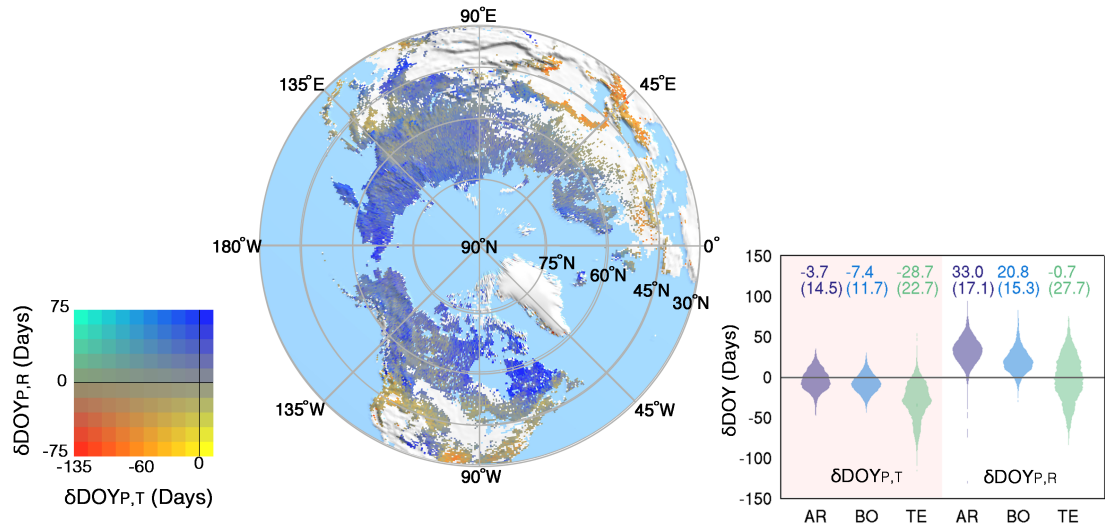 90°E
135°E
45°E
180°W
90°N
0°
75°N
60°N
45°N
30°N
135°W
45°W
90°W
75
0
-75
δDOYP,R (Days)
-135
-60
0
δDOYP,T (Days)
150
100
50
0
-50
-100
-150
δDOY (Days)
-3.7 -7.4 -28.7 33.0 20.8 -0.7
(14.5) (11.7) (22.7) (17.1) (15.3) (27.7)
δDOYP,T δDOYP,R
AR BO TE AR BO TE